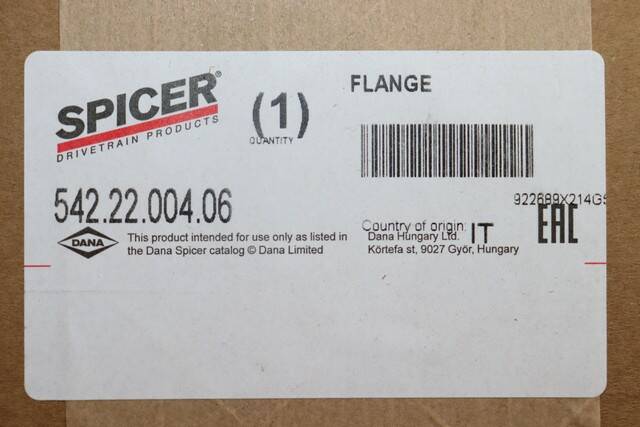 SPICER®
DRIVETRAIN PRODUCTS
(1)
QUANTITY
FLANGE
542.22.004.06
922689X214G5
DANA
This product intended for use only as listed in
the Dana Spicer catalog © Dana Limited
Country of origin: IT
Dana Hungary Ltd.
Körtefa st, 9027 Győr, Hungary
EAC